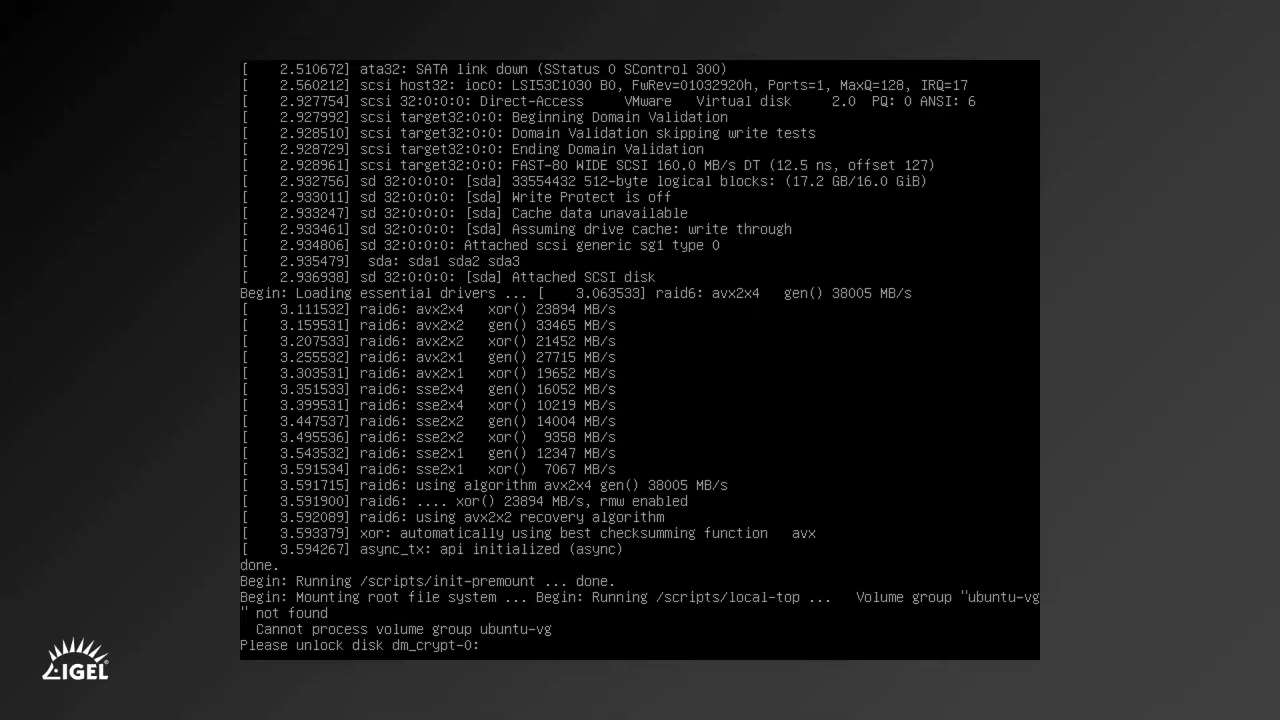 [    2.510672] ata32: SATA link down (SStatus 0 SControl 300)
[    2.560212] scsi host32: ioc0: LSI53C1030 B0, FwRev=01032920h, Ports=1, MaxQ=128, IRQ=17
[    2.927754] scsi 32:0:0:0: Direct-Access     VMware   Virtual disk     2.0  PQ: 0 ANSI: 6
[    2.927992] scsi target32:0:0: Beginning Domain Validation
[    2.928510] scsi target32:0:0: Domain Validation skipping write tests
[    2.928729] scsi target32:0:0: Ending Domain Validation
[    2.928961] scsi target32:0:0: FAST-80 WIDE SCSI 160.0 MB/s DT (12.5 ns, offset 127)
[    2.932756] sd 32:0:0:0: [sda] 33554432 512-byte logical blocks: (17.2 GB/16.0 GiB)
[    2.933011] sd 32:0:0:0: [sda] Write Protect is off
[    2.933247] sd 32:0:0:0: [sda] Cache data unavailable
[    2.933461] sd 32:0:0:0: [sda] Assuming drive cache: write through
[    2.934806] sd 32:0:0:0: Attached scsi generic sg1 type 0
[    2.935479]  sda: sda1 sda2 sda3
[    2.936938] sd 32:0:0:0: [sda] Attached SCSI disk
Begin: Loading essential drivers ... [    3.063533] raid6: avx2x4   gen() 38005 MB/s
[    3.111532] raid6: avx2x4   xor() 23894 MB/s
[    3.159531] raid6: avx2x2   gen() 33465 MB/s
[    3.207533] raid6: avx2x2   xor() 21452 MB/s
[    3.255532] raid6: avx2x1   gen() 27715 MB/s
[    3.303531] raid6: avx2x1   xor() 19652 MB/s
[    3.351533] raid6: sse2x4   gen() 16052 MB/s
[    3.399531] raid6: sse2x4   xor() 10219 MB/s
[    3.447537] raid6: sse2x2   gen() 14004 MB/s
[    3.495536] raid6: sse2x2   xor()  9358 MB/s
[    3.543532] raid6: sse2x1   gen() 12347 MB/s
[    3.591534] raid6: sse2x1   xor()  7067 MB/s
[    3.591715] raid6: using algorithm avx2x4 gen() 38005 MB/s
[    3.591900] raid6: .... xor() 23894 MB/s, rmw enabled
[    3.592089] raid6: using avx2x2 recovery algorithm
[    3.593379] xor: automatically using best checksumming function   avx
[    3.594267] async_tx: api initialized (async)
done.
Begin: Running /scripts/init-premount ... done.
Begin: Mounting root file system ... Begin: Running /scripts/local-top ...   Volume group "ubuntu-vg
" not found
  Cannot process volume group ubuntu-vg
Please unlock disk dm_crypt-0:
IGEL